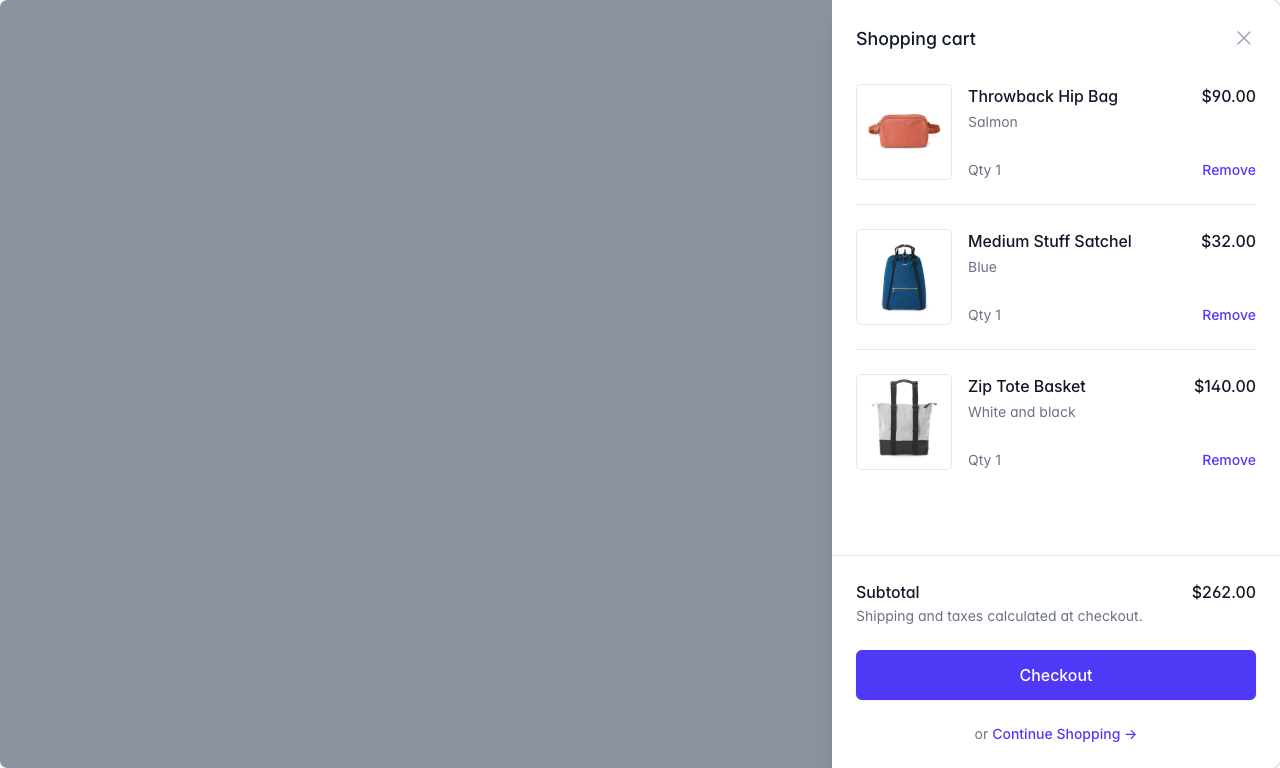 Shopping cart
Throwback Hip Bag $90.00
Salmon
Qty 1 Remove
Medium Stuff Satchel $32.00
Blue
Qty 1 Remove
Zip Tote Basket $140.00
White and black
Qty 1 Remove
Subtotal $262.00
Shipping and taxes calculated at checkout.
Checkout
or Continue Shopping →